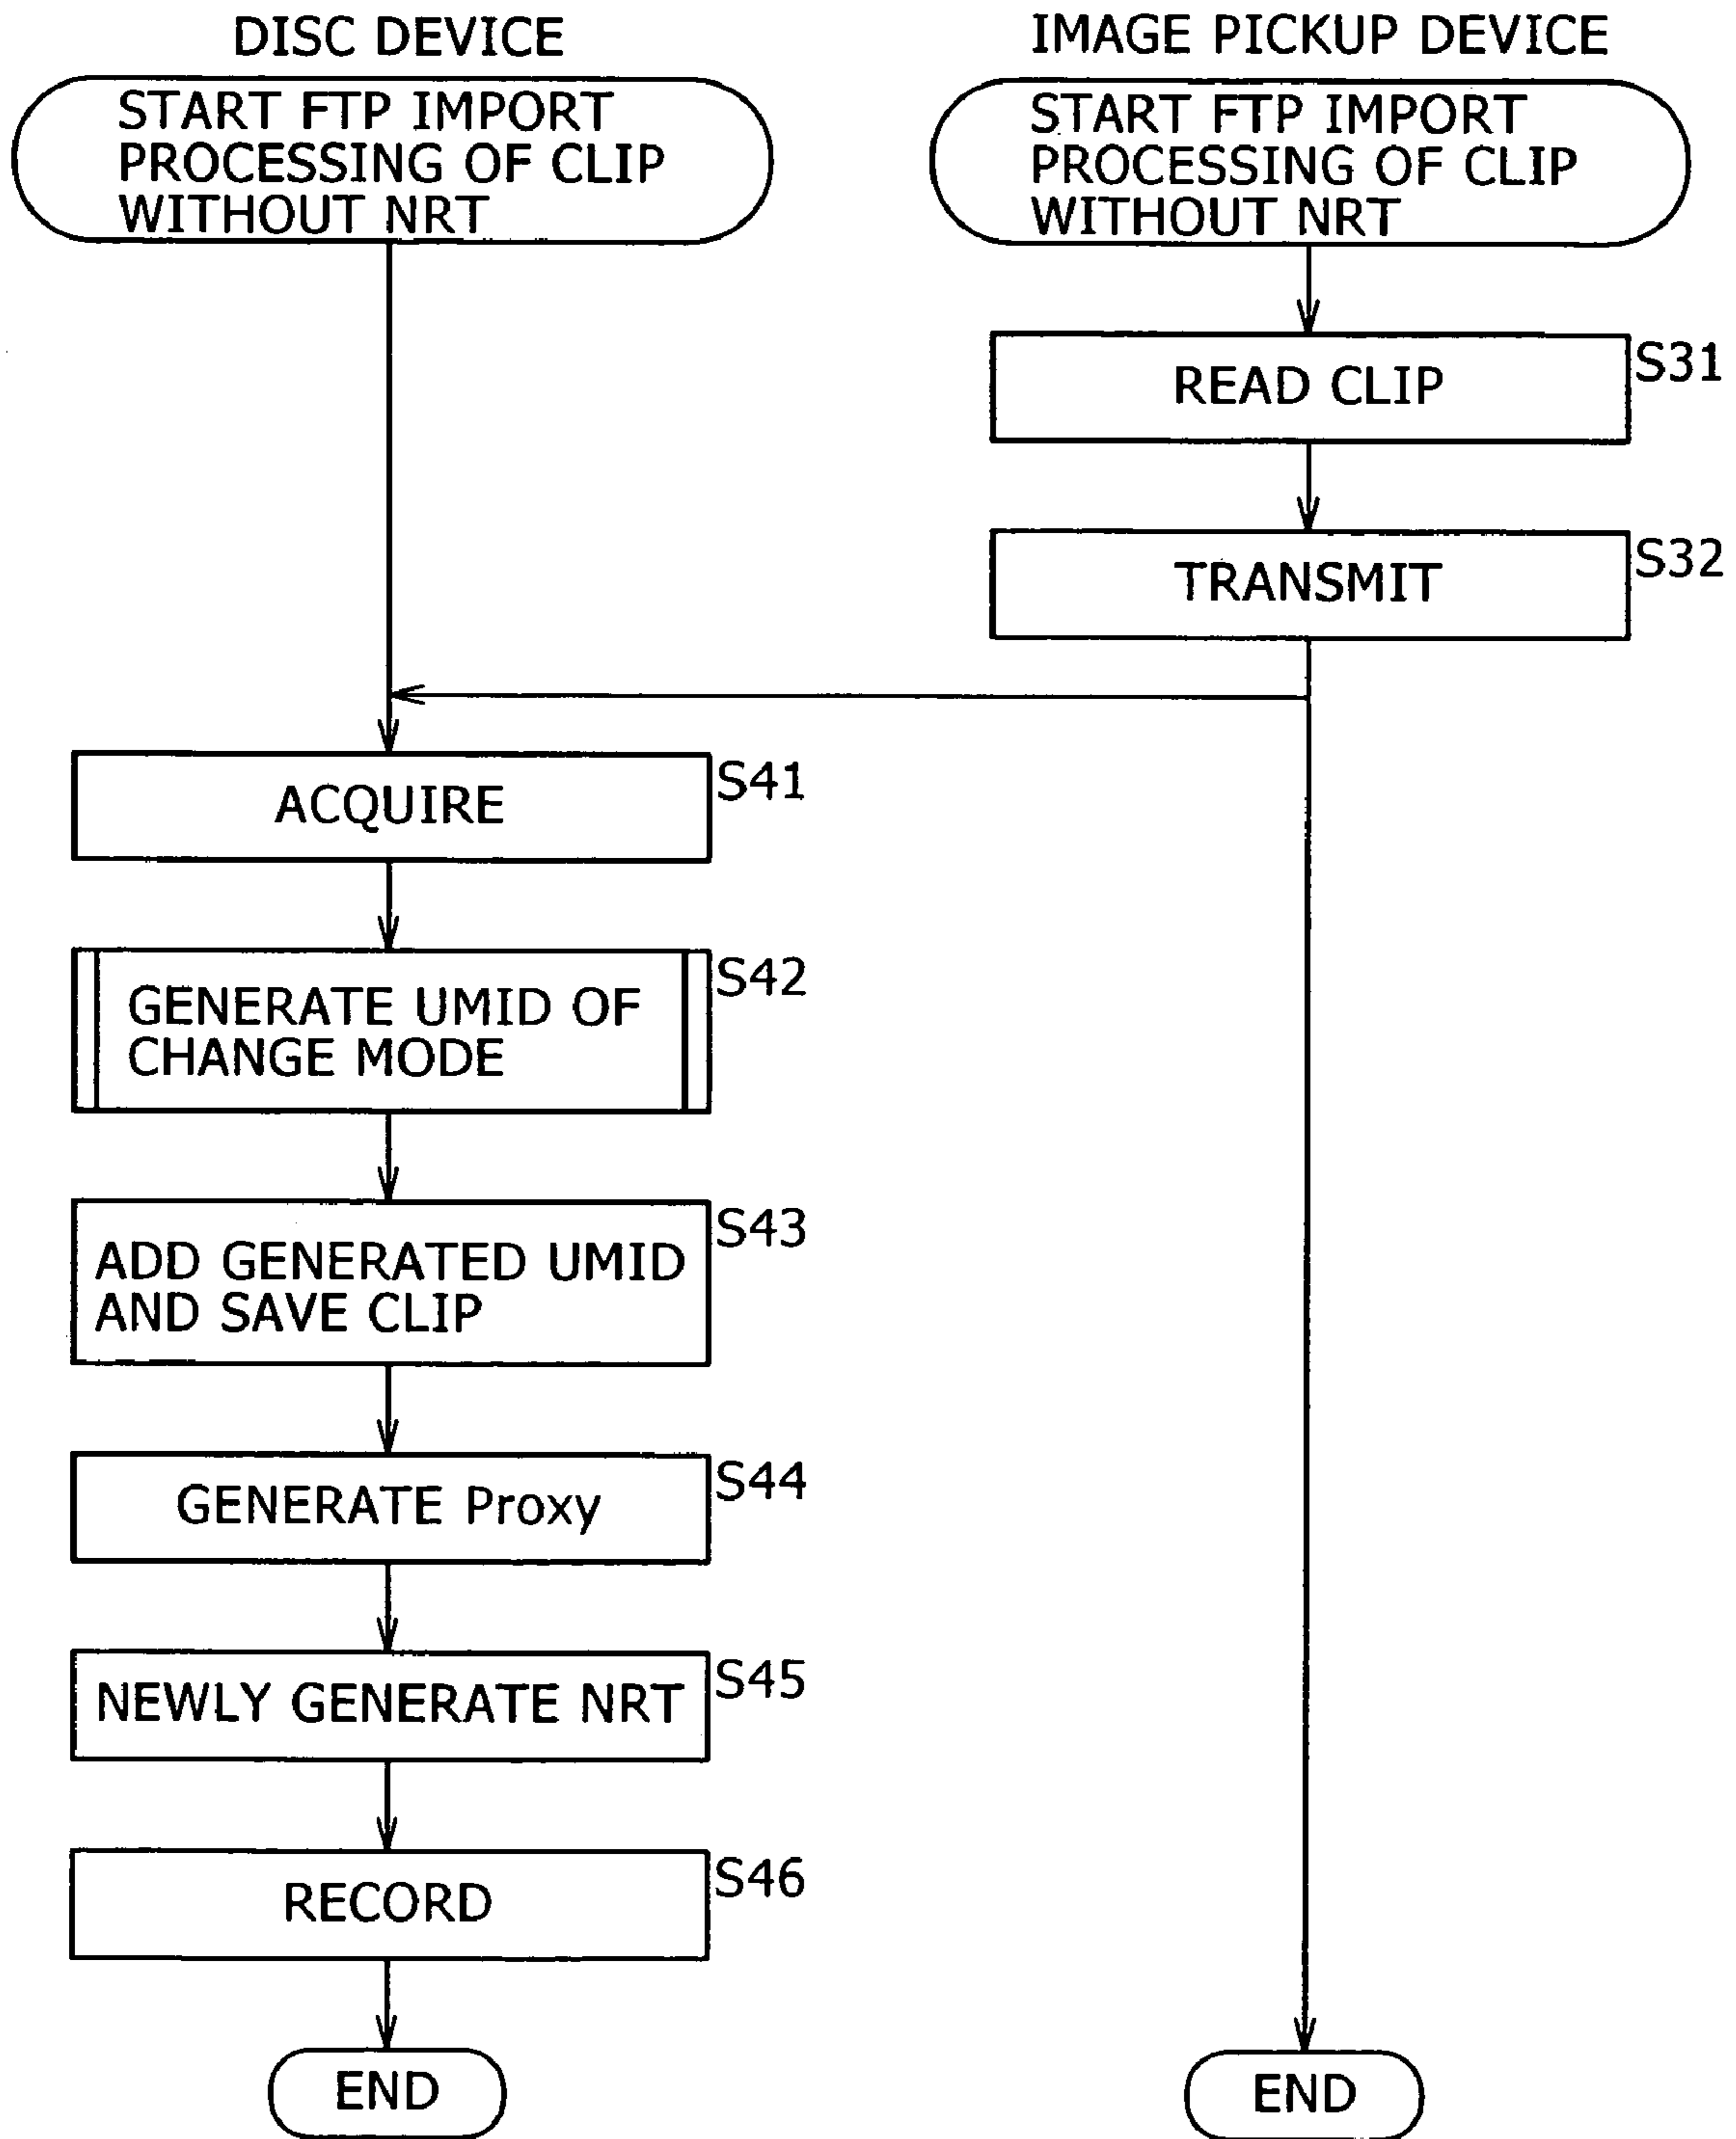 DISC DEVICE
START FTP IMPORT
PROCESSING OF CLIP
WITHOUT NRT
IMAGE PICKUP DEVICE
START FTP IMPORT
PROCESSING OF CLIP
WITHOUT NRT
READ CLIP
S31
TRANSMIT
S32
ACQUIRE
S41
GENERATE UMID OF
CHANGE MODE
S42
ADD GENERATED UMID
AND SAVE CLIP
S43
GENERATE Proxy
S44
NEWLY GENERATE NRT
S45
RECORD
S46
END
END